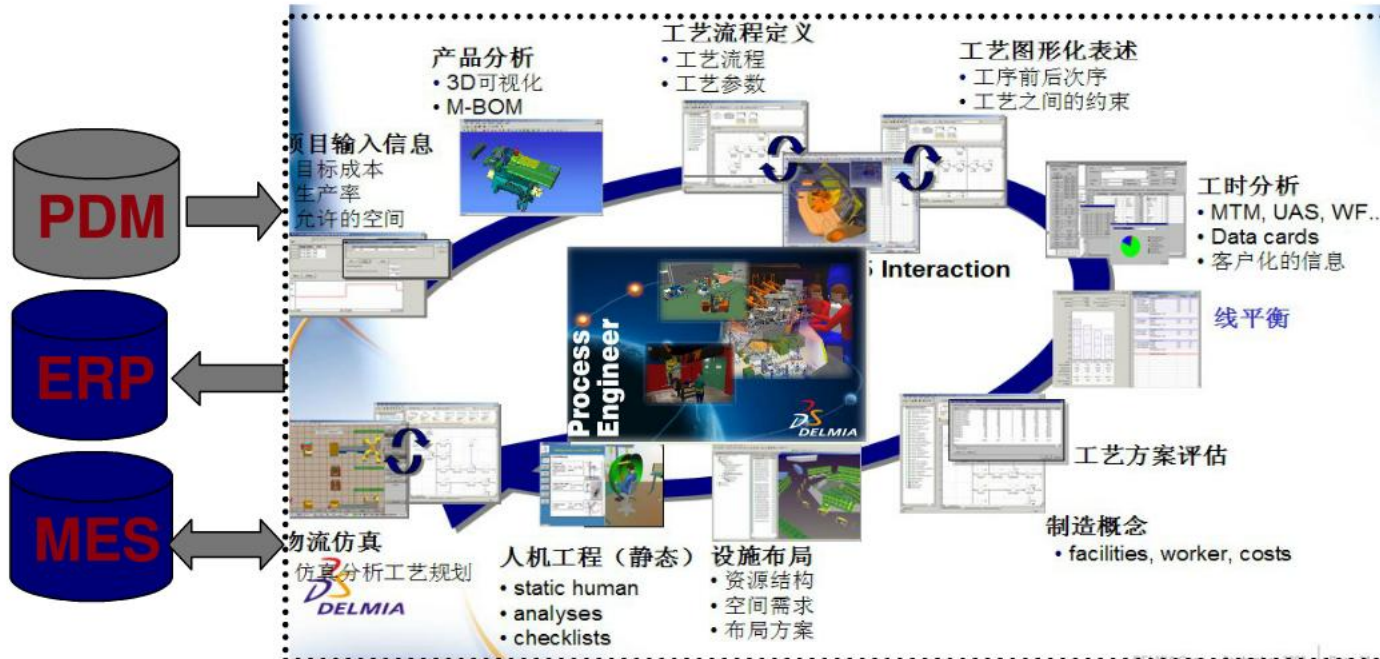 PDM
ERP
MES
项目输入信息
目标成本
生产率
允许的空间
产品分析
• 3D可视化
• M-BOM
工艺流程定义
• 工艺流程
• 工艺参数
工艺图形化表述
• 工序前后次序
• 工艺之间的约束
工时分析
• MTM, UAS, WF..
• Data cards
• 客户化的信息
线平衡
Interaction
Process
Engineer
DELMIA
工艺方案评估
制造概念
• facilities, worker, costs
设施布局
• 资源结构
• 空间需求
• 布局方案
人机工程（静态）
• static human
• analyses
• checklists
物流仿真
仿真分析工艺规划
DELMIA